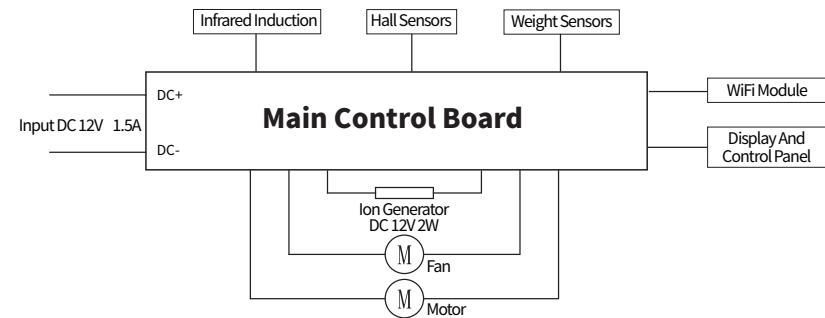 Infrared Induction
Hall Sensors
Weight Sensors
DC+
Main Control Board
WiFi Module
Input DC 12V 1.5A
DC-
Display And
Control Panel
Ion Generator
DC 12V 2W
M
Fan
M
Motor